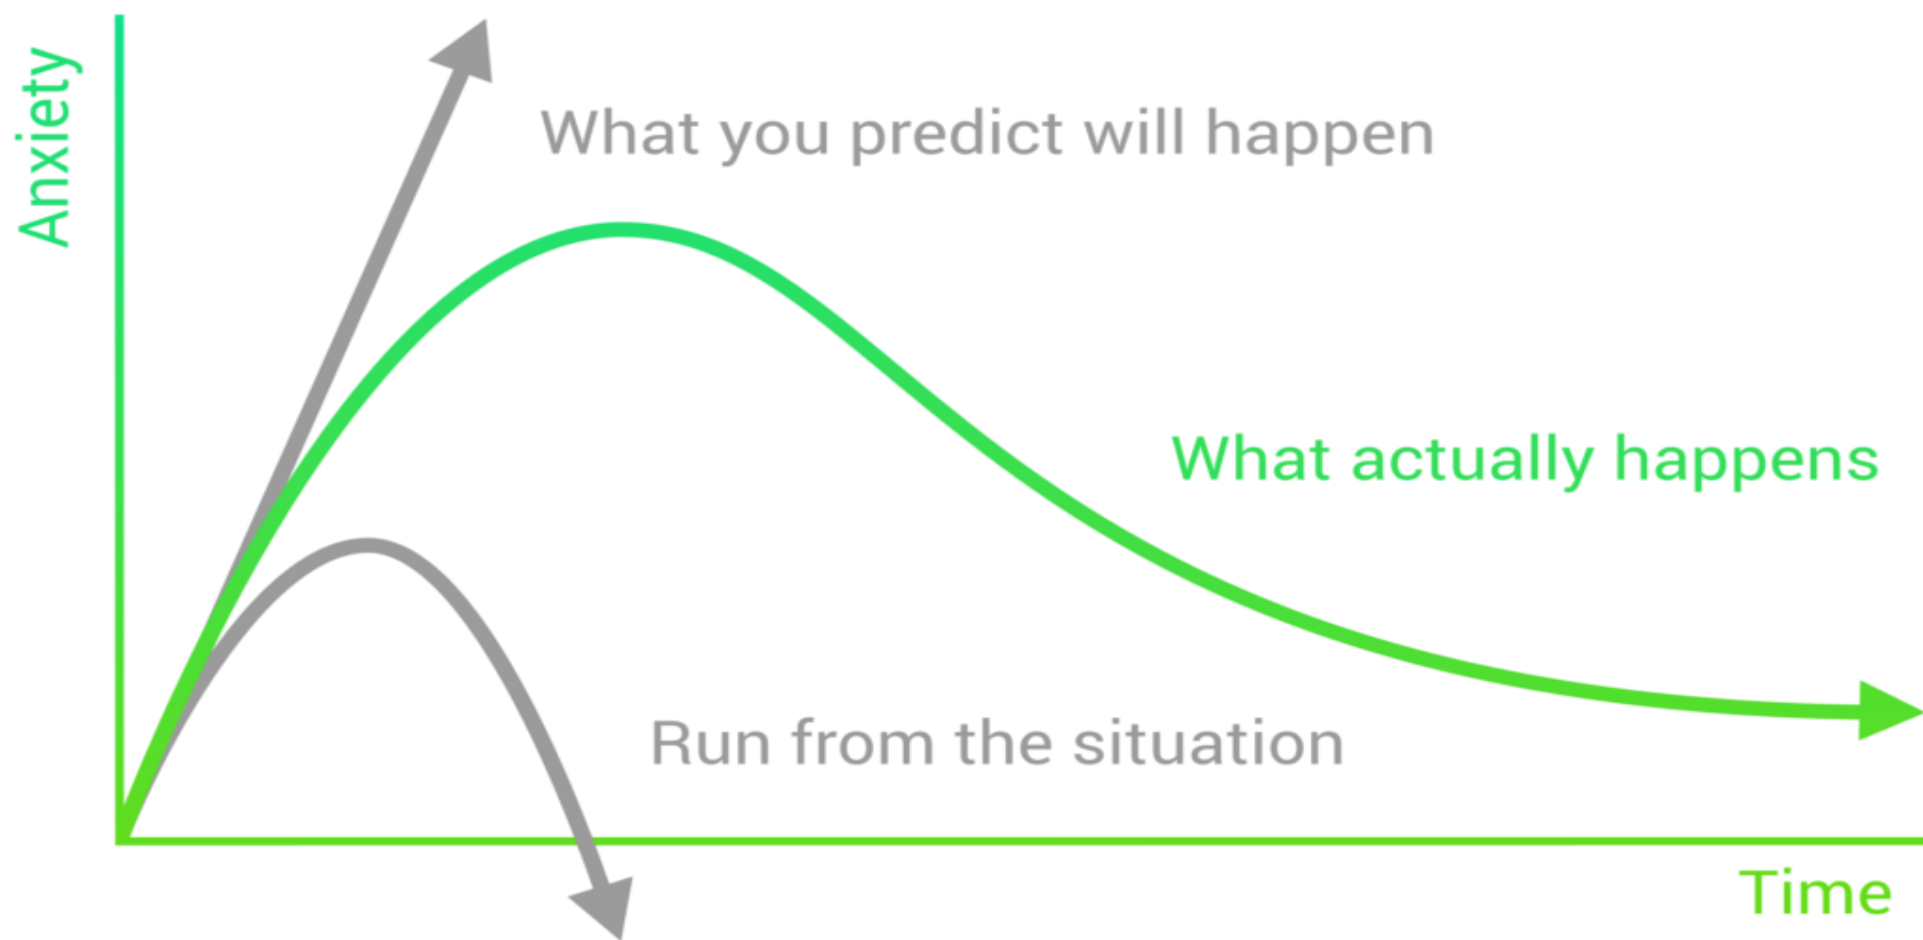 Anxiety
What you predict will happen
What actually happens
Run from the situation
Time